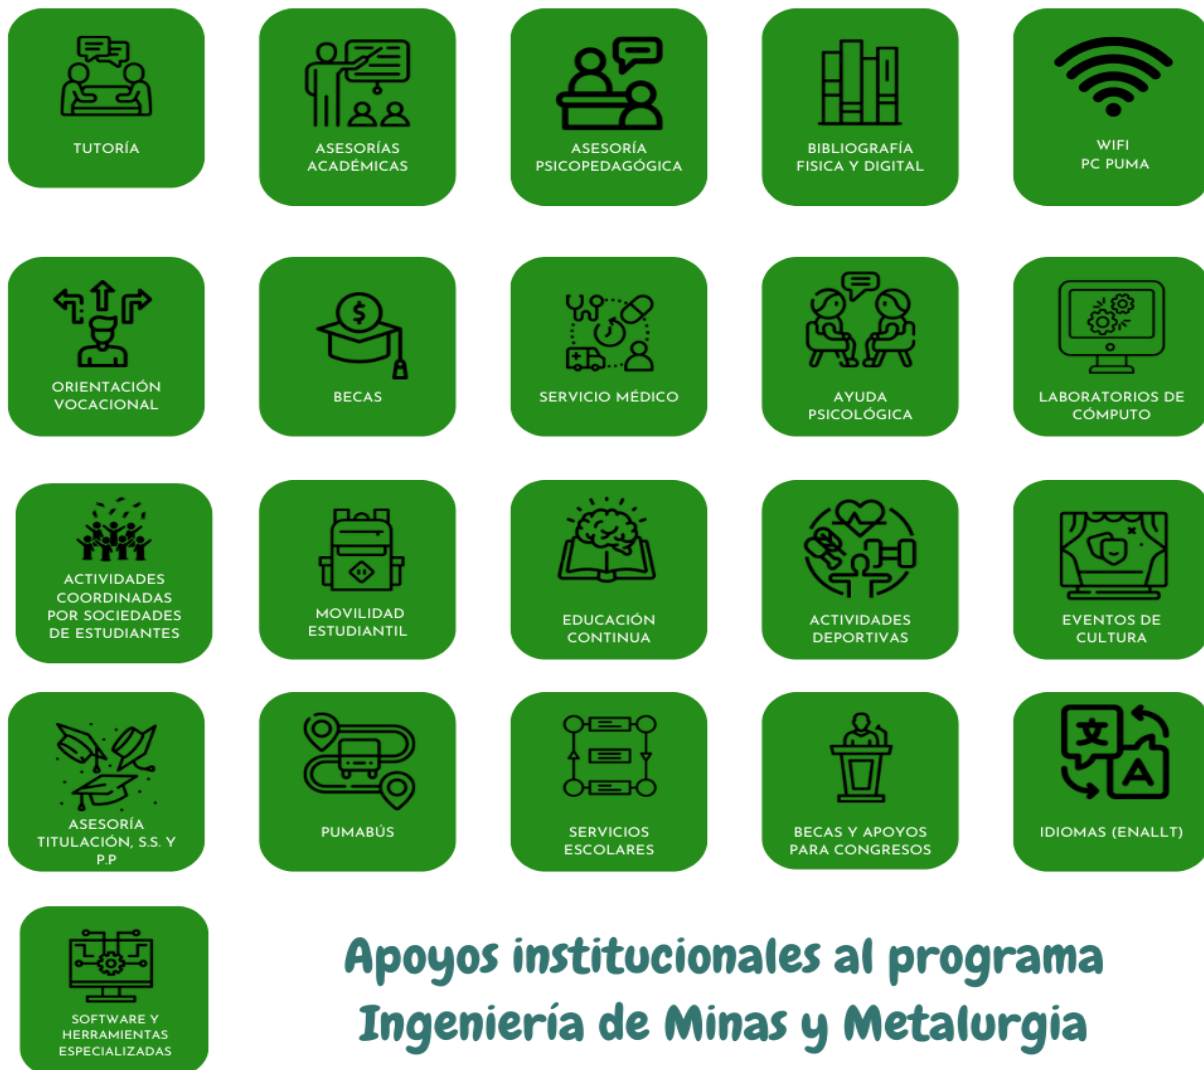 TUTORÍA
ASESORÍAS
ACADÉMICAS
ASESORÍA
PSICOPEDAGÓGICA
BIBLIOGRAFÍA
FISICA Y DIGITAL
WIFI
PC PUMA
ORIENTACIÓN
VOCACIONAL
BECAS
SERVICIO MÉDICO
AYUDA
PSICOLÓGICA
LABORATORIOS DE
CÓMPUTO
ACTIVIDADES
COORDINADAS
POR SOCIEDADES
DE ESTUDIANTES
MOVILIDAD
ESTUDIANTIL
EDUCACIÓN
CONTINUA
ACTIVIDADES
DEPORTIVAS
EVENTOS DE
CULTURA
ASESORÍA
TITULACIÓN, S.S. Y
P.P
PUMABÚS
SERVICIOS
ESCOLARES
BECAS Y APOYOS
PARA CONGRESOS
文
A
IDIOMAS (ENALLT)
SOFTWARE Y
HERRAMIENTAS
ESPECIALIZADAS
Apoyos institucionales al programa
Ingeniería de Minas y Metalurgia